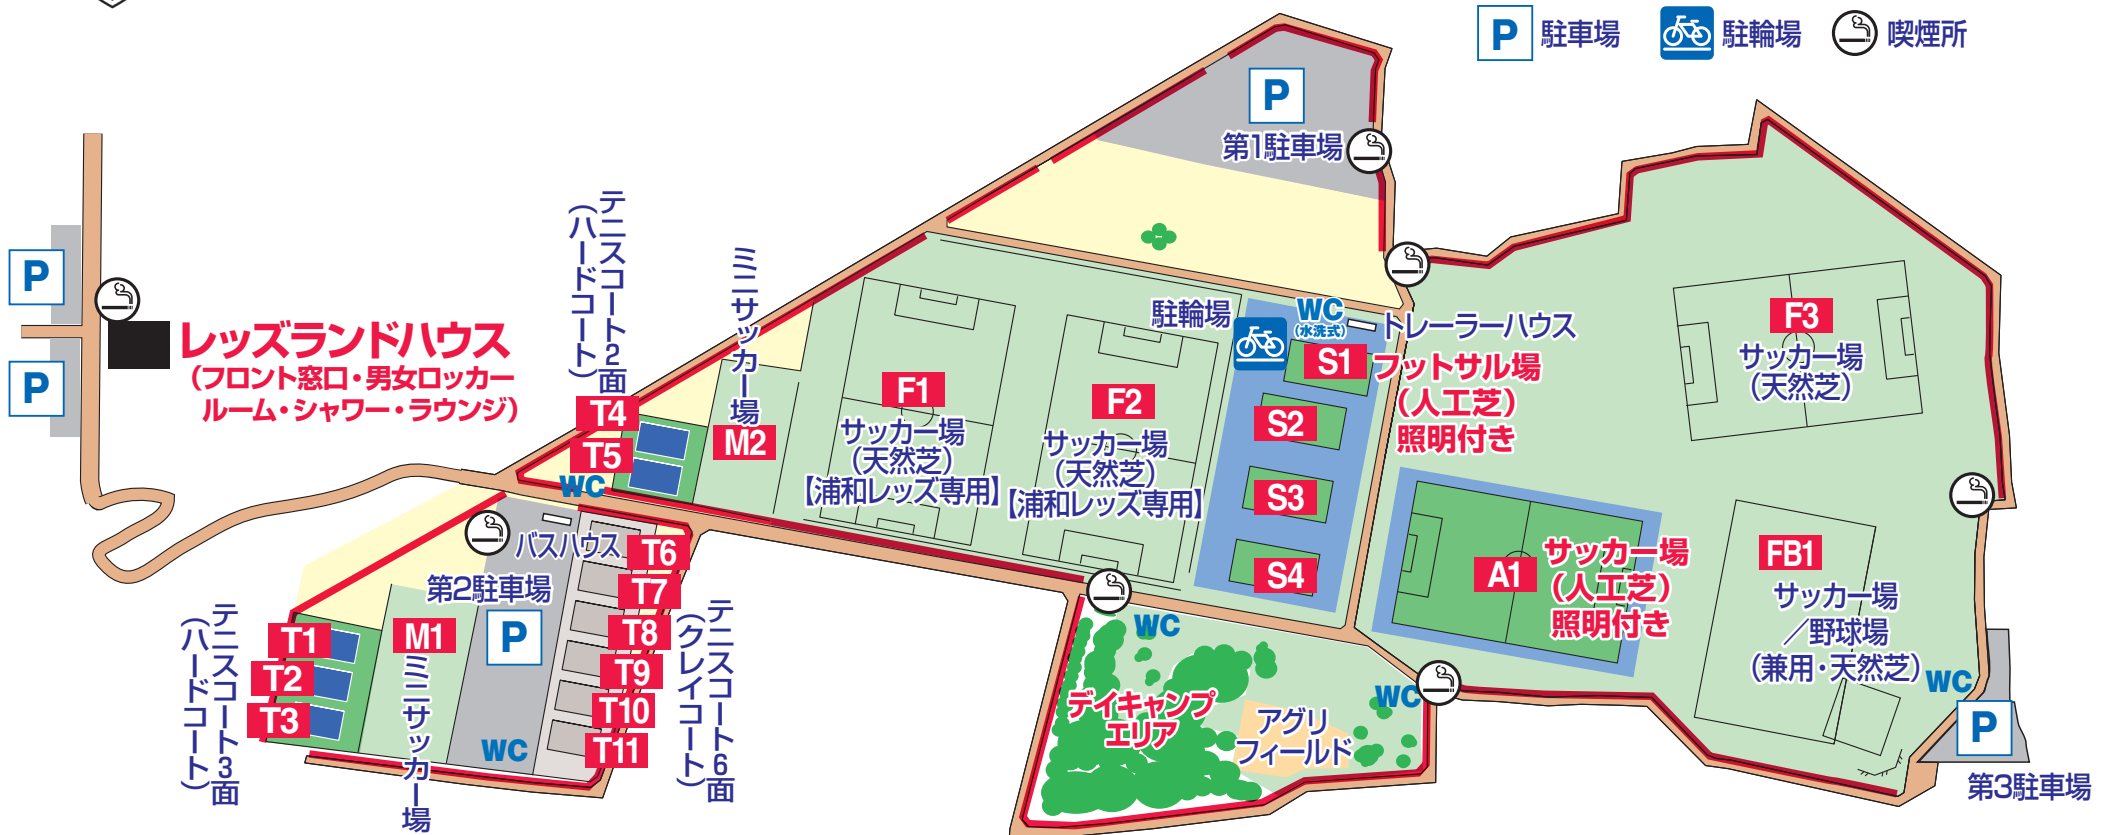 P 駐車場
駐輪場
喫煙所
P
第1駐車場
P
P
レッズランドハウス
(フロント窓口・男女ロッカー
ルーム・シャワー・ラウンジ)
テニスコート2面
(ハードコート)
T4
T5
WC
ミニサッカー場
M2
F1
サッカー場
(天然芝)
【浦和レッズ専用】
F2
サッカー場
(天然芝)
【浦和レッズ専用】
駐輪場
WC
(水洗式)
トレーラーハウス
S1
S2
S3
S4
フットサル場
(人工芝)
照明付き
F3
サッカー場
(天然芝)
A1
サッカー場
(人工芝)
照明付き
FB1
サッカー場
/野球場
(兼用・天然芝)
WC
P
第3駐車場
バスハウス
第2駐車場
P
WC
T6
T7
T8
T9
T10
T11
テニスコート6面
(クレイコート)
M1
ミニサッカー場
T1
T2
T3
テニスコート3面
(ハードコート)
WC
デイキャンプ
エリア
アグリ
フィールド
WC